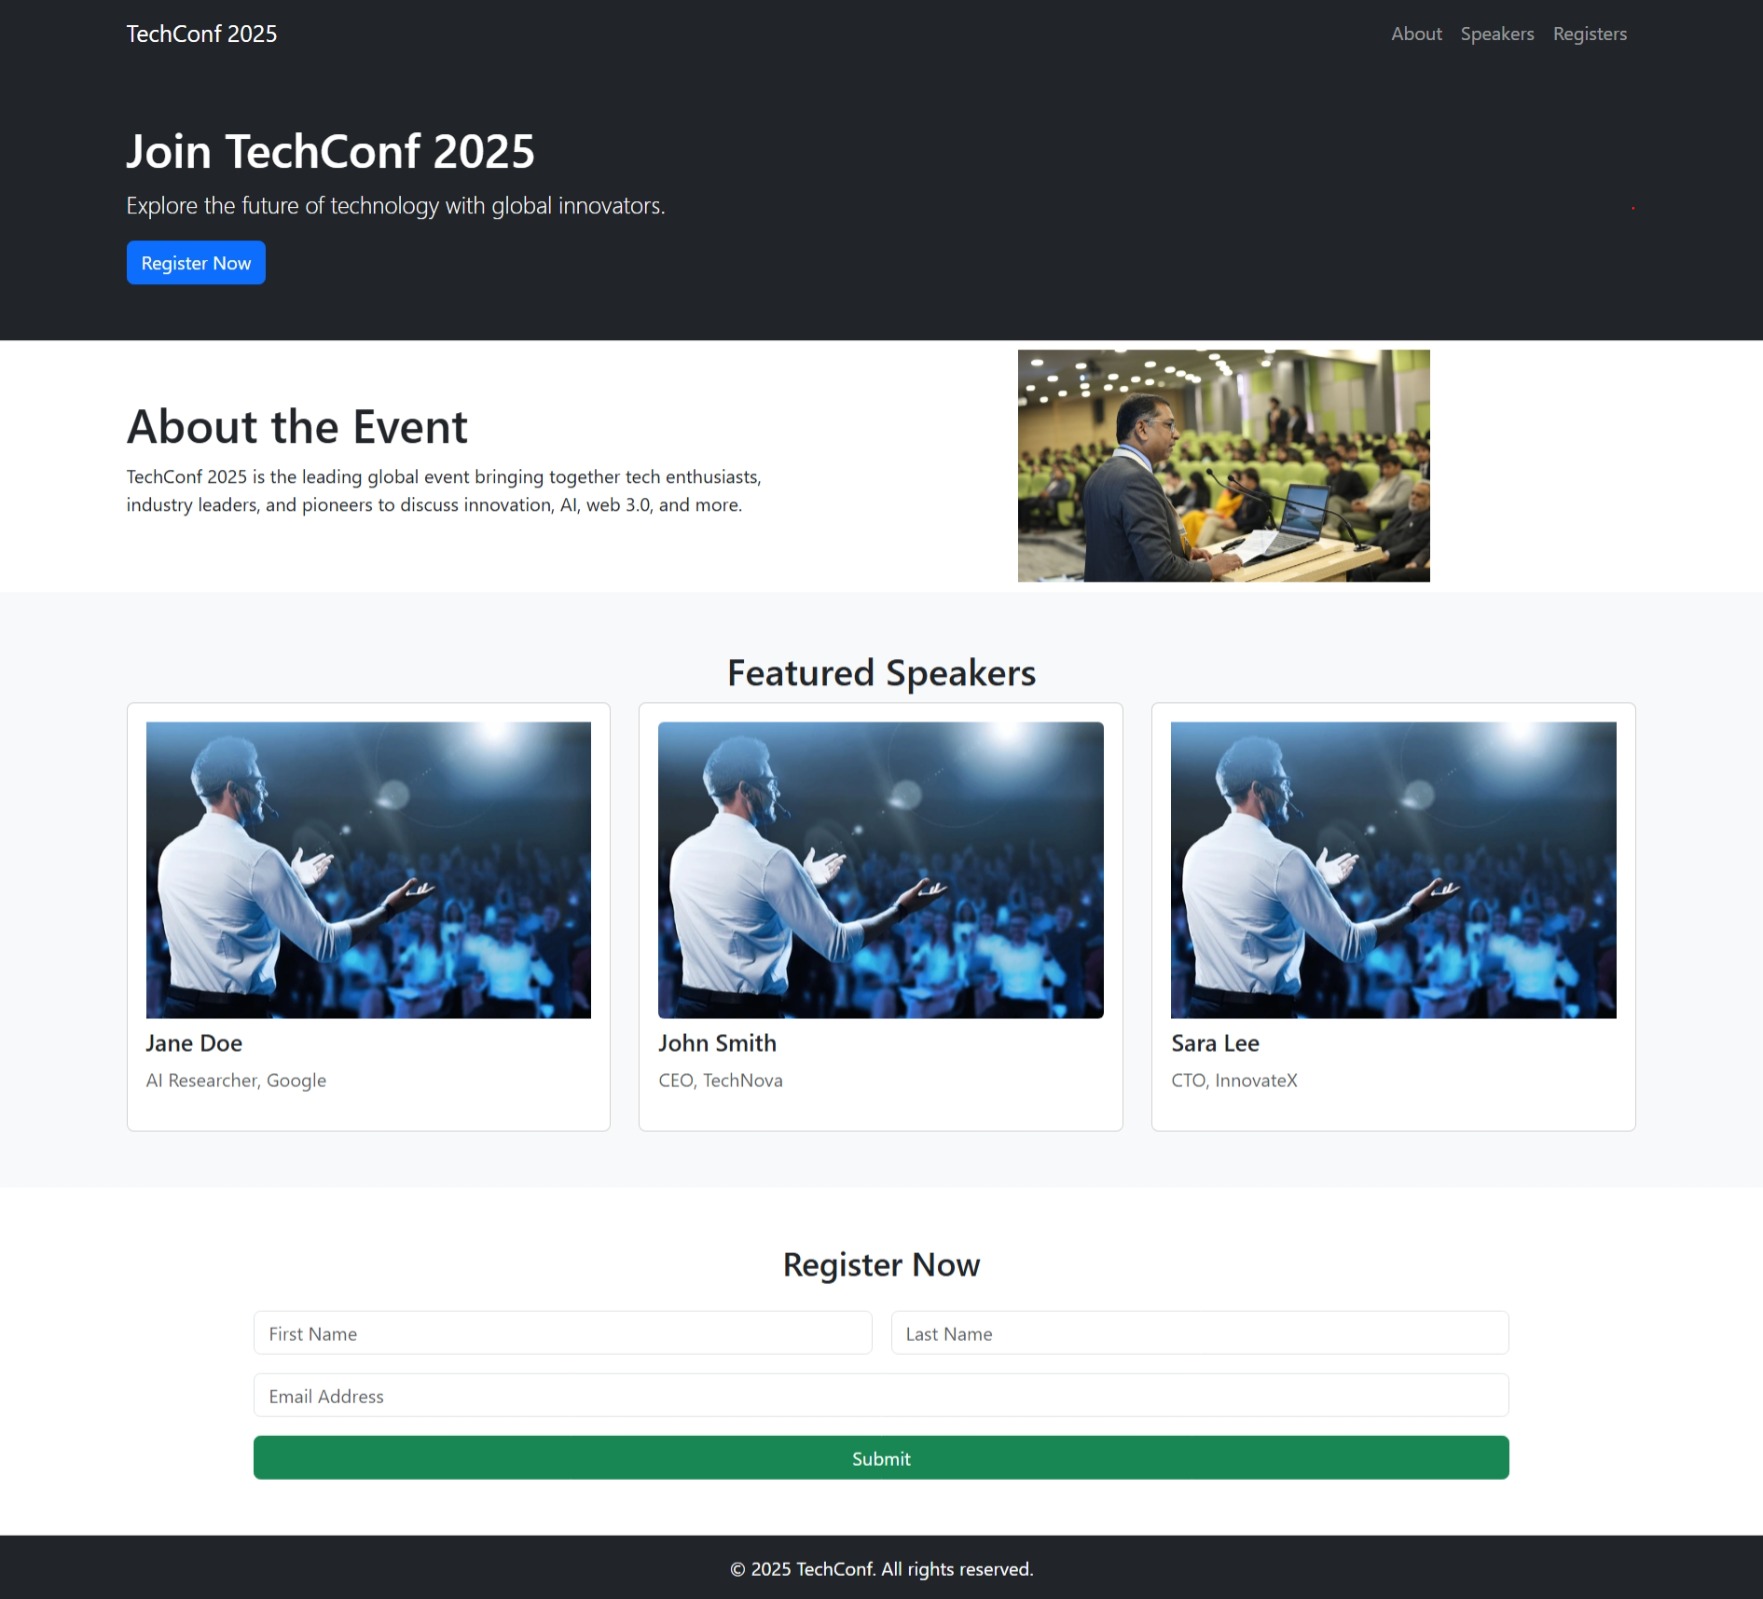 TechConf 2025
About Speakers Registers
Join TechConf 2025
Explore the future of technology with global innovators.
Register Now
About the Event
TechConf 2025 is the leading global event bringing together tech enthusiasts,
industry leaders, and pioneers to discuss innovation, AI, web 3.0, and more.
Featured Speakers
Jane Doe
AI Researcher, Google
John Smith
CEO, TechNova
Sara Lee
CTO, InnovateX
Register Now
First Name
Last Name
Email Address
Submit
© 2025 TechConf. All rights reserved.